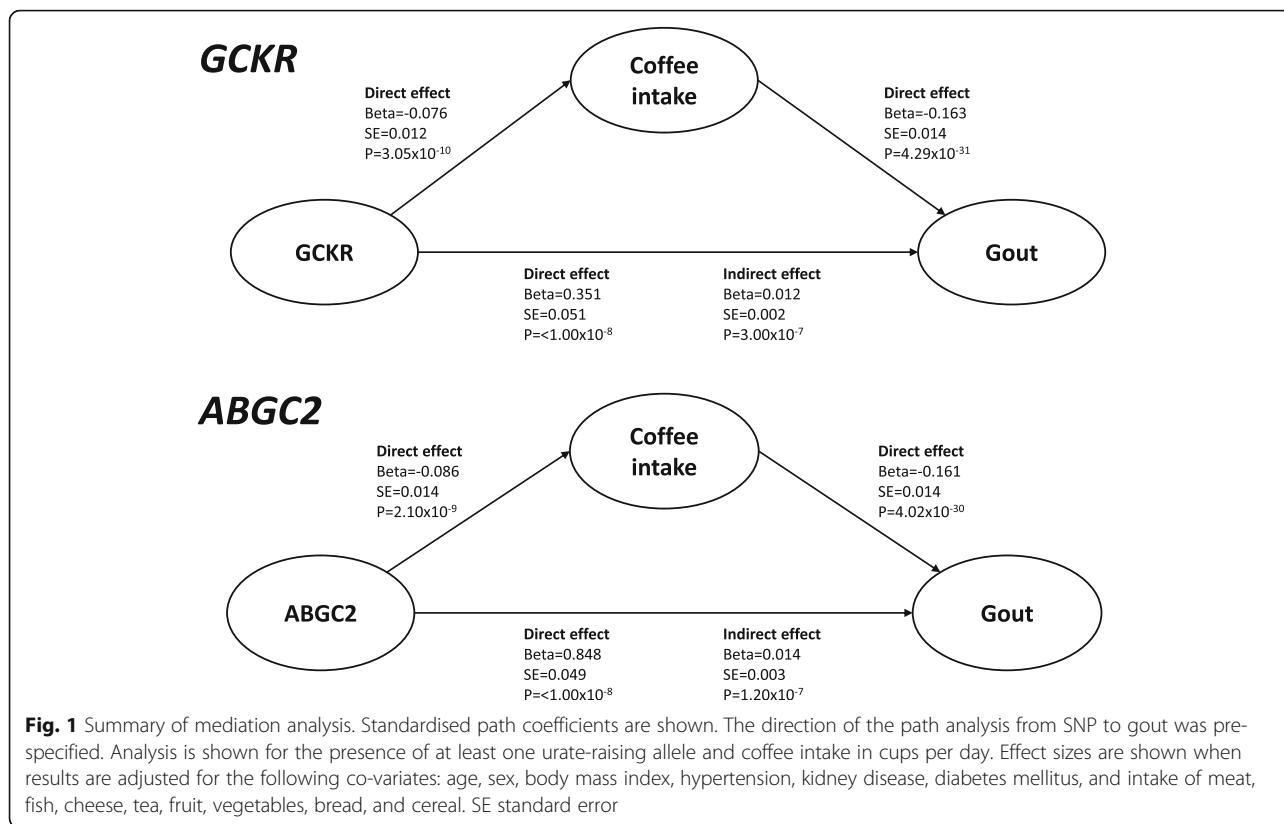 GCKR
Coffee
intake
Direct effect
Beta=-0.076
SE=0.012
P=3.05x10⁻¹⁰
Direct effect
Beta=-0.163
SE=0.014
P=4.29x10⁻³¹
GCKR
Gout
Direct effect
Beta=0.351
SE=0.051
P=<1.00x10⁻⁸
Indirect effect
Beta=0.012
SE=0.002
P=3.00x10⁻⁷
ABGC2
Coffee
intake
Direct effect
Beta=-0.086
SE=0.014
P=2.10x10⁻⁹
Direct effect
Beta=-0.161
SE=0.014
P=4.02x10⁻³⁰
ABGC2
Gout
Direct effect
Beta=0.848
SE=0.049
P=<1.00x10⁻⁸
Indirect effect
Beta=0.014
SE=0.003
P=1.20x10⁻⁷
Fig. 1 Summary of mediation analysis. Standardised path coefficients are shown. The direction of the path analysis from SNP to gout was pre-
specified. Analysis is shown for the presence of at least one urate-raising allele and coffee intake in cups per day. Effect sizes are shown when
results are adjusted for the following co-variates: age, sex, body mass index, hypertension, kidney disease, diabetes mellitus, and intake of meat,
fish, cheese, tea, fruit, vegetables, bread, and cereal. SE standard error